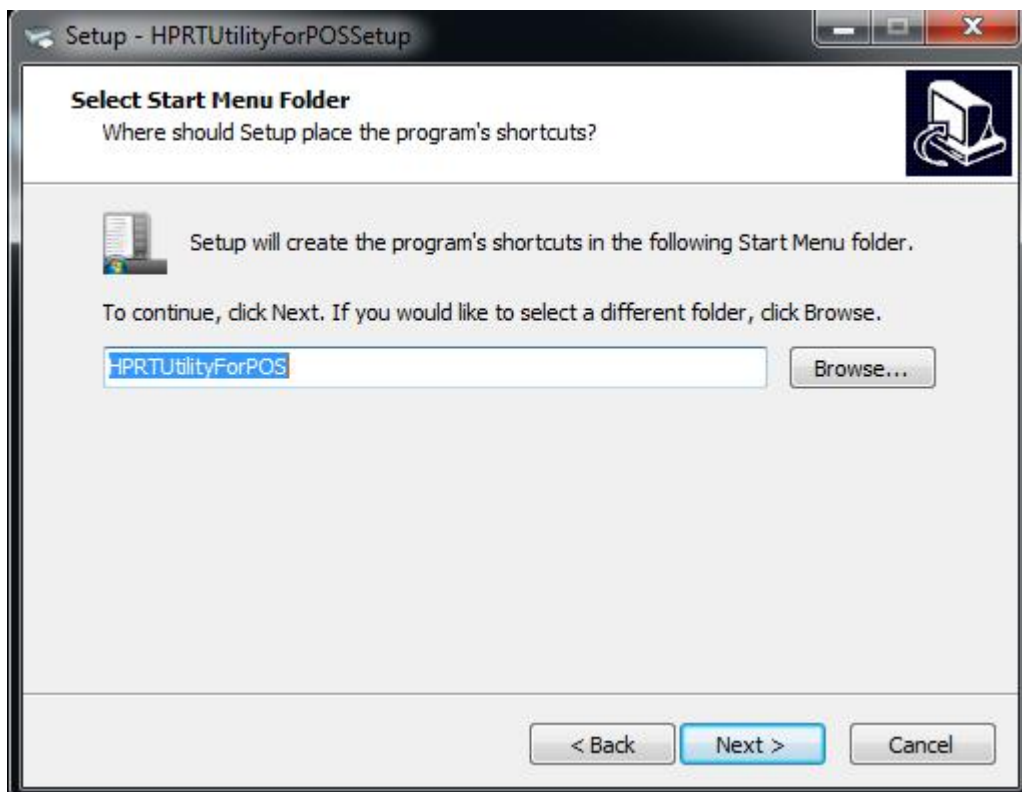 Setup - HPRTUtilityForPOSSetup
Select Start Menu Folder
Where should Setup place the program's shortcuts?
Setup will create the program's shortcuts in the following Start Menu folder.
To continue, click Next. If you would like to select a different folder, click Browse.
HPRTUtilityForPOS
Browse...
< Back
Next >
Cancel